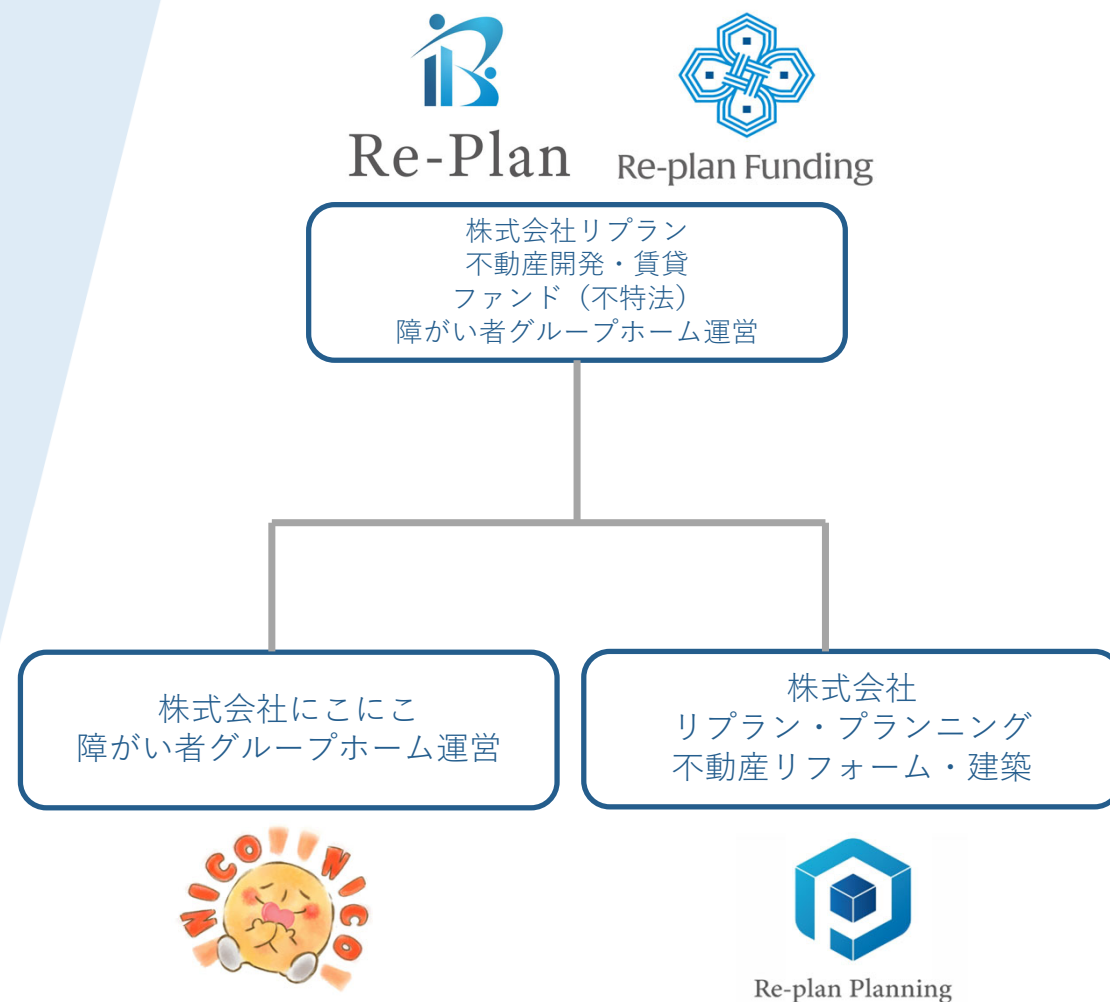 Re-Plan
Re-plan Funding
株式会社リプラン
不動産開発・賃貸
ファンド（不特法）
障がい者グループホーム運営
株式会社にこにこ
障がい者グループホーム運営
株式会社
リプラン・プランニング
不動産リフォーム・建築
NICO NICO
Re-plan Planning